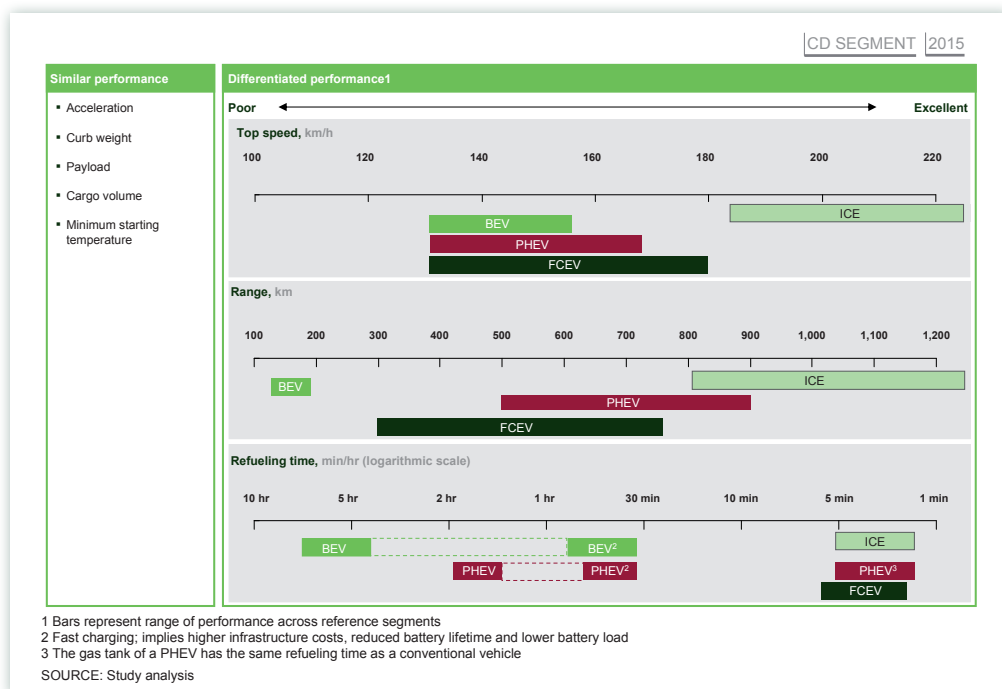 CD SEGMENT 2015
Similar performance
▪ Acceleration
▪ Curb weight
▪ Payload
▪ Cargo volume
▪ Minimum starting
temperature
Differentiated performance1
Poor Excellent
Top speed, km/h
100 120 140 160 180 200 220
ICE
BEV
PHEV
FCEV
Range, km
100 200 300 400 500 600 700 800 900 1,000 1,100 1,200
ICE
BEV
PHEV
FCEV
Refueling time, min/hr (logarithmic scale)
10 hr 5 hr 2 hr 1 hr 30 min 10 min 5 min 1 min
ICE
BEV BEV²
PHEV PHEV² PHEV³
FCEV
1 Bars represent range of performance across reference segments
2 Fast charging; implies higher infrastructure costs, reduced battery lifetime and lower battery load
3 The gas tank of a PHEV has the same refueling time as a conventional vehicle
SOURCE: Study analysis